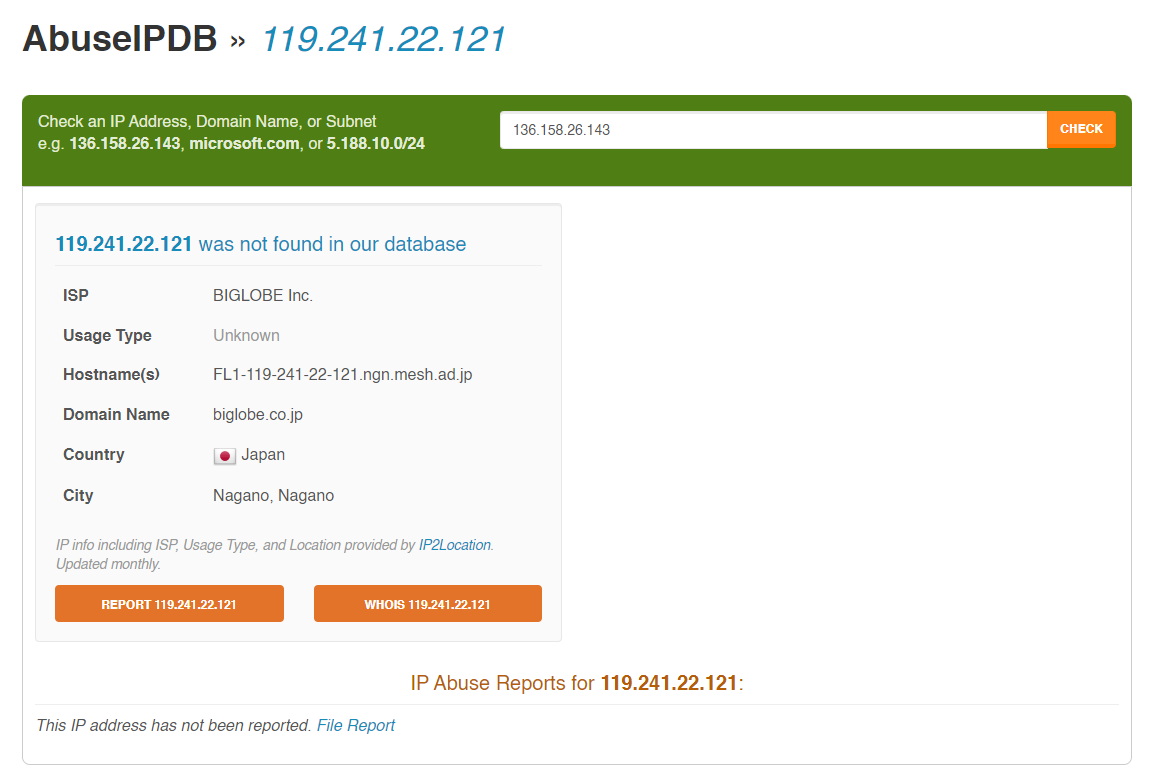 AbuseIPDB » 119.241.22.121
Check an IP Address, Domain Name, or Subnet
e.g. 136.158.26.143, microsoft.com, or 5.188.10.0/24
136.158.26.143
CHECK
119.241.22.121 was not found in our database
ISP BIGLOBE Inc.
Usage Type Unknown
Hostname(s) FL1-119-241-22-121.ngn.mesh.ad.jp
Domain Name biglobe.co.jp
Country Japan
City Nagano, Nagano
IP info including ISP, Usage Type, and Location provided by IP2Location.
Updated monthly.
REPORT 119.241.22.121
WHOIS 119.241.22.121
IP Abuse Reports for 119.241.22.121:
This IP address has not been reported. File Report